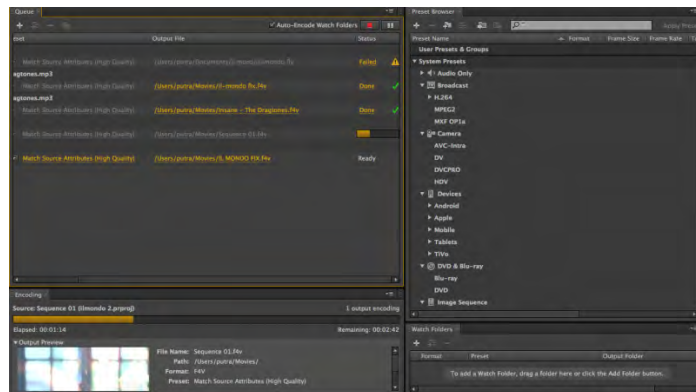 Queue
Auto-Encode Watch Folders
eset Output File Status
Match Source Attributes (High Quality) Failed
agtones.mp3
Match Source Attributes (High Quality) /Users/putra/Movies/il-mondo fix.f4v Done
agtones.mp3
Match Source Attributes (High Quality) /Users/putra/Movies/Insane - The Dragtones.f4v Done
Match Source Attributes (High Quality) /Users/putra/Movies/Sequence 01.f4v
Match Source Attributes (High Quality) /Users/putra/Movies/IL MONDO FIX.f4v Ready
Encoding
Source: Sequence 01 (ilmondo 2.prproj) 1 output encoding
Elapsed: 00:01:14 Remaining: 00:02:42
Output Preview
File Name: Sequence 01.f4v
Path: /Users/putra/Movies/
Format: F4V
Preset: Match Source Attributes (High Quality)
Preset Browser
Apply Preset
Preset Name Format Frame Size Frame Rate
User Presets & Groups
System Presets
Audio Only
Broadcast
H.264
MPEG2
MXF OP1a
Camera
AVC-Intra
DV
DVCPRO
HDV
Devices
Android
Apple
Mobile
Tablets
TiVo
DVD & Blu-ray
Blu-ray
DVD
Image Sequence
Watch Folders
Format Preset Output Folder
To add a Watch Folder, drag a folder here or click the Add Folder button.